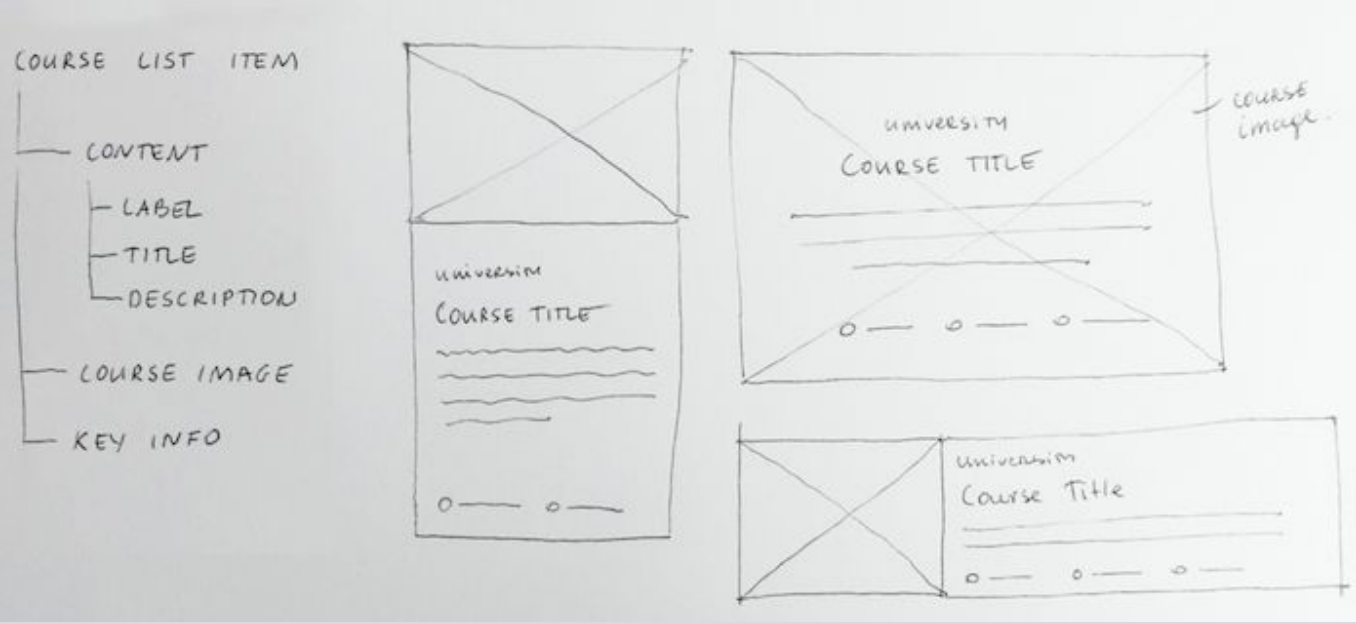 COURSE LIST ITEM
CONTENT
LABEL
TITLE
DESCRIPTION
COURSE IMAGE
KEY INFO
university
COURSE TITLE
university
COURSE TITLE
course
image.
university
Course Title